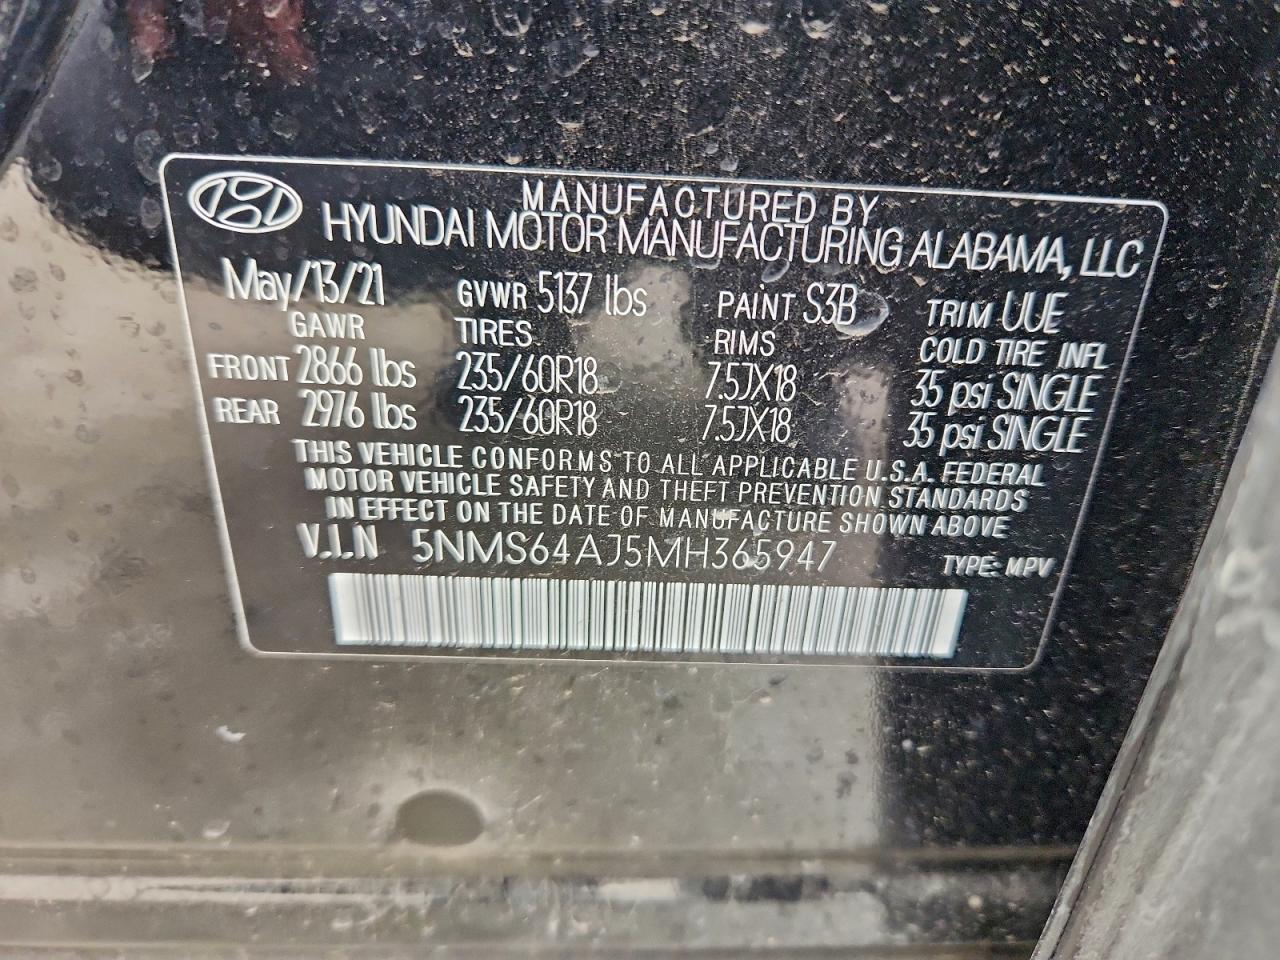 MANUFACTURED BY
HYUNDAI MOTOR MANUFACTURING ALABAMA, LLC
May/13/21 GVWR 5137 lbs PAINT S3B TRIM UUE
GAWR TIRES RIMS COLD TIRE INFL
FRONT 2866 lbs 235/60R18 7.5JX18 35 psi SINGLE
REAR 2976 lbs 235/60R18 7.5JX18 35 psi SINGLE
THIS VEHICLE CONFORMS TO ALL APPLICABLE U.S.A. FEDERAL
MOTOR VEHICLE SAFETY AND THEFT PREVENTION STANDARDS
IN EFFECT ON THE DATE OF MANUFACTURE SHOWN ABOVE
V.I.N 5NMS64AJ5MH365947 TYPE: MPV